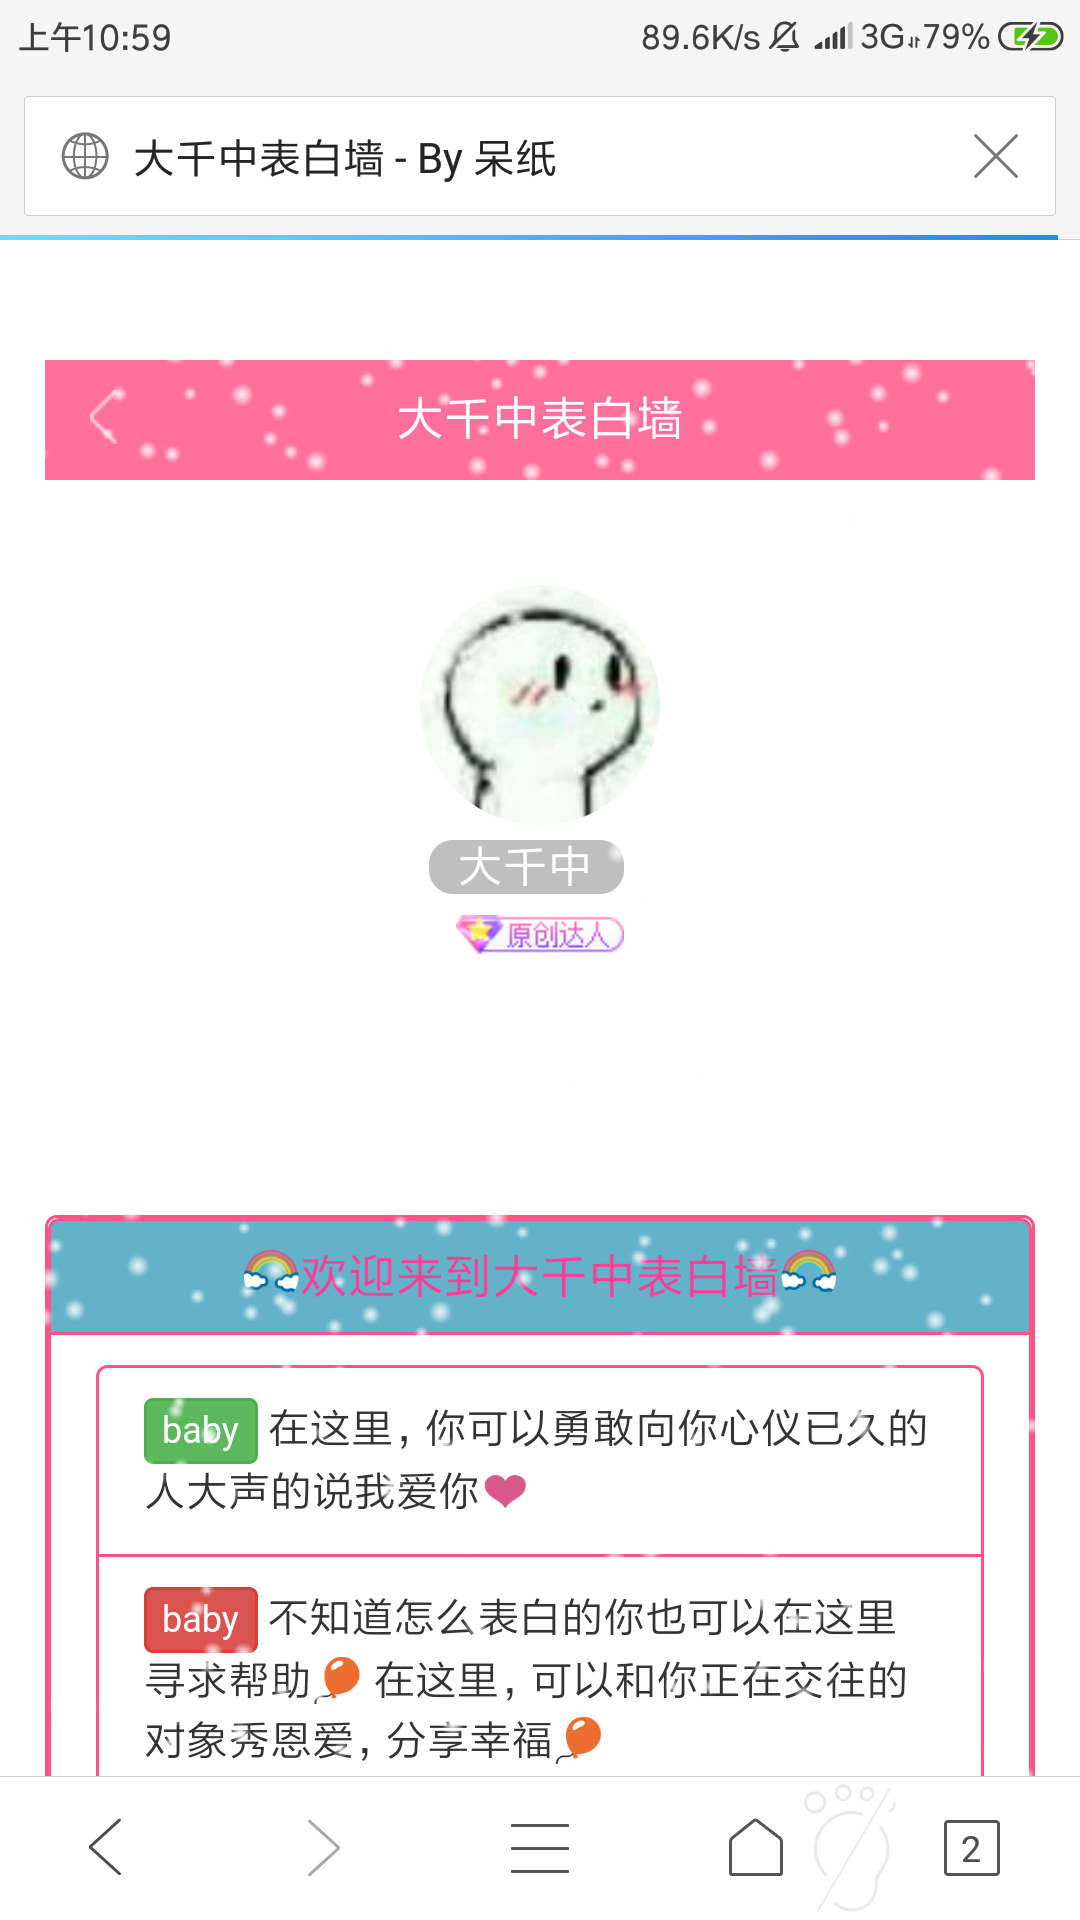 上午10:59
89.6K/s 3G 79%
大千中表白墙 - By 呆纸
大千中表白墙
大千中
原创达人
🌈欢迎来到大千中表白墙🌈
baby 在这里，你可以勇敢向你心仪已久的
人大声的说我爱你❤
baby 不知道怎么表白的你也可以在这里
寻求帮助🎈 在这里，可以和你正在交往的
对象秀恩爱，分享幸福🎈
2